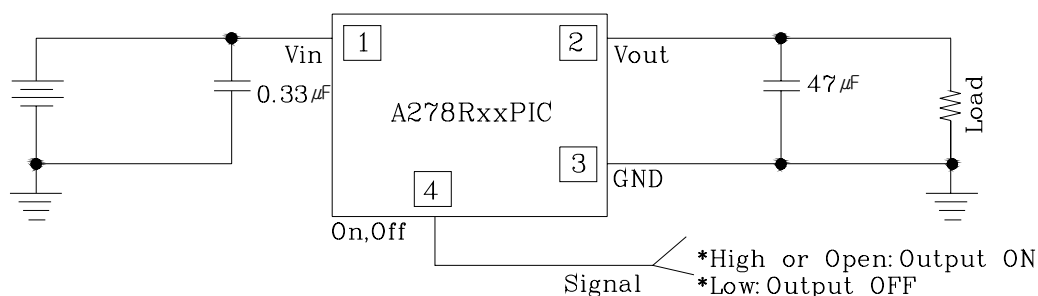 Vin
1
2
Vout
0.33㎌
A278RxxPIC
47㎌
Load
3
GND
4
On,Off
Signal
*High or Open:Output ON
*Low:Output OFF